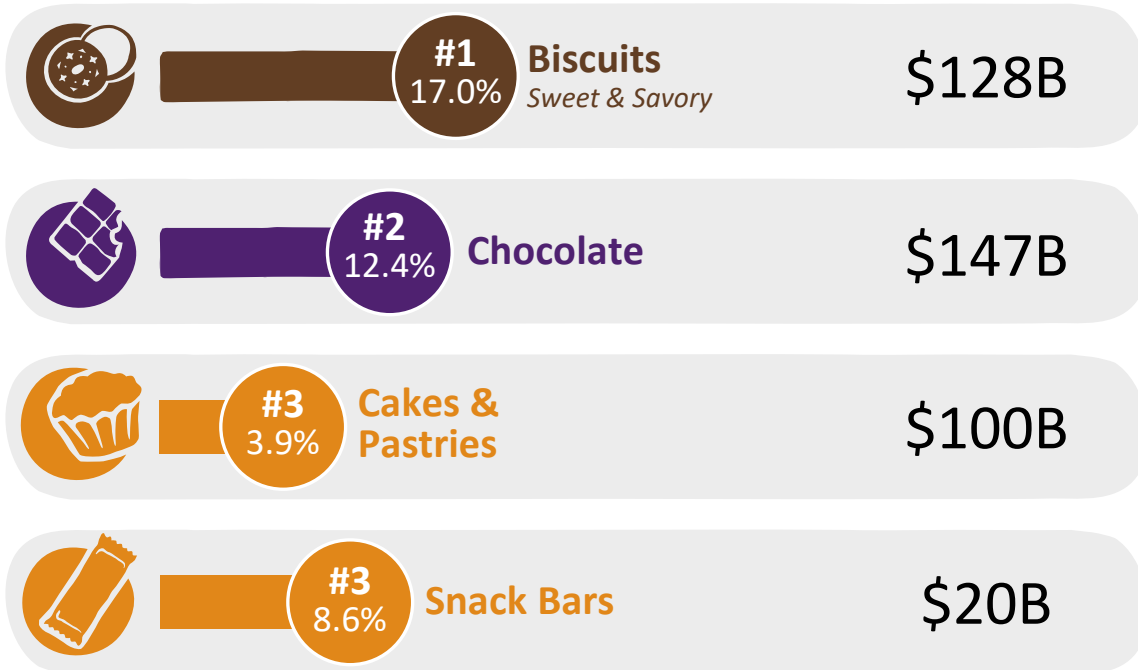 #1
17.0%
Biscuits
Sweet & Savory
$128B
#2
12.4%
Chocolate
$147B
#3
3.9%
Cakes &
Pastries
$100B
#3
8.6%
Snack Bars
$20B